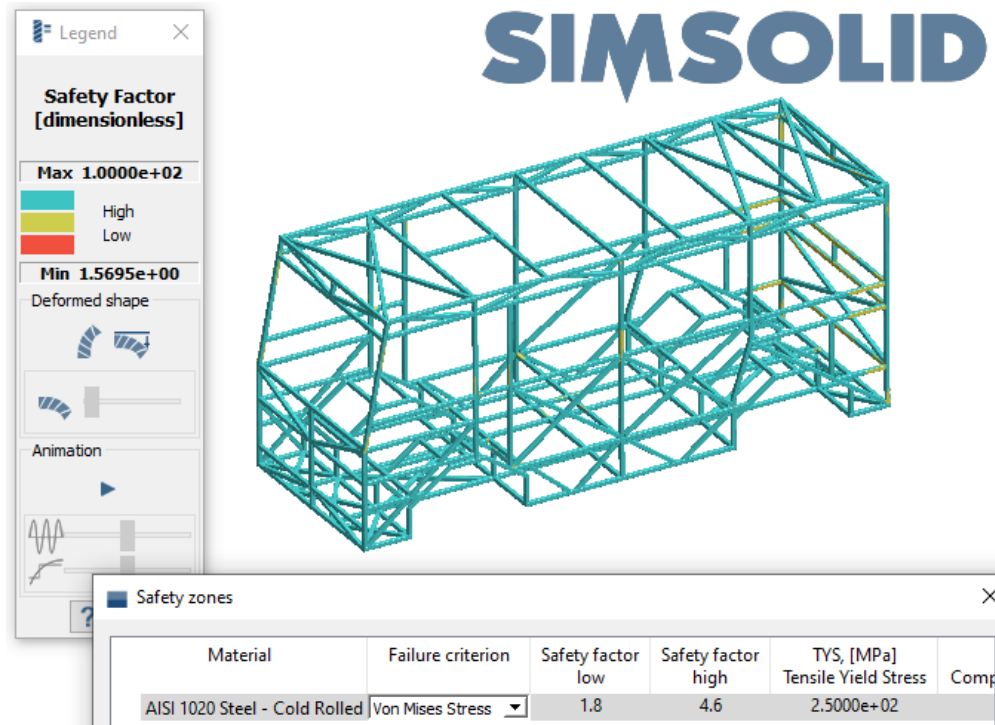 Legend
SIMSOLID
Safety Factor
[dimensionless]
Max 1.0000e+02
High
Low
Min 1.5695e+00
Deformed shape
Animation
?
Safety zones
Material Failure criterion Safety factor low Safety factor high TYS, [MPa] Tensile Yield Stress Comp
AISI 1020 Steel - Cold Rolled Von Mises Stress 1.8 4.6 2.5000e+02